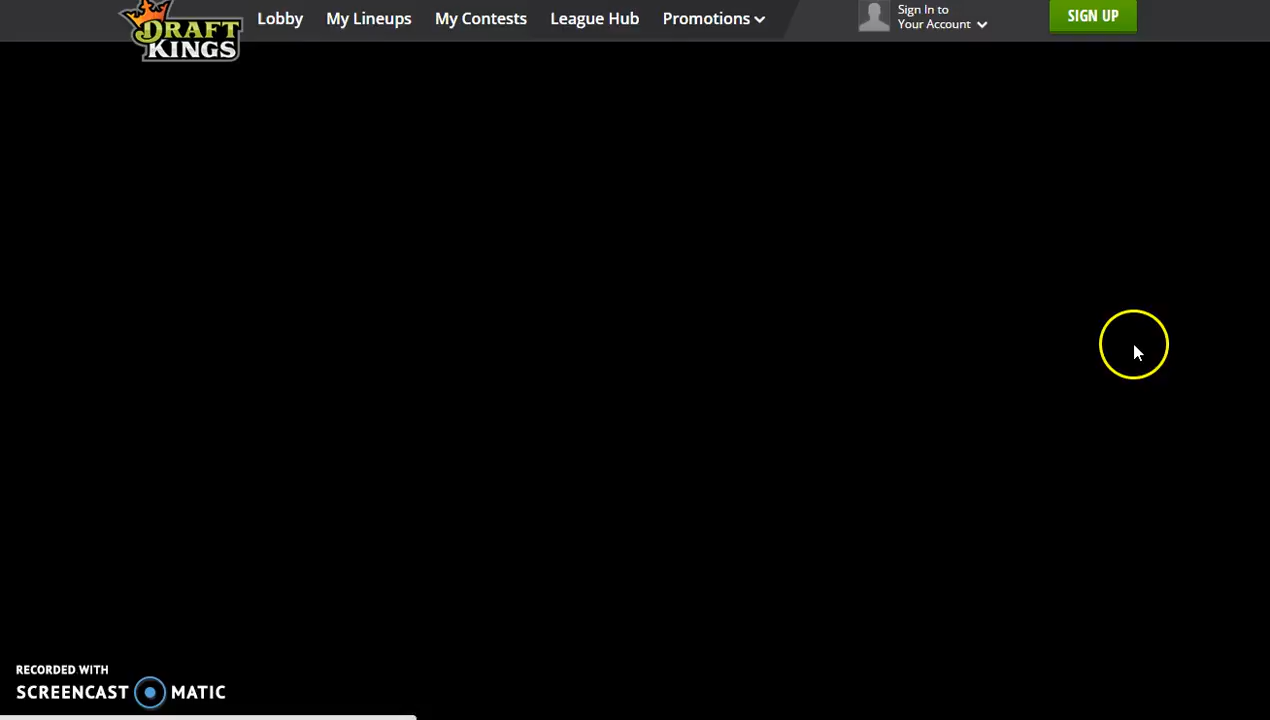 DRAFT
KINGS
Lobby
My Lineups
My Contests
League Hub
Promotions
Sign In to
Your Account
SIGN UP
RECORDED WITH
SCREENCAST MATIC